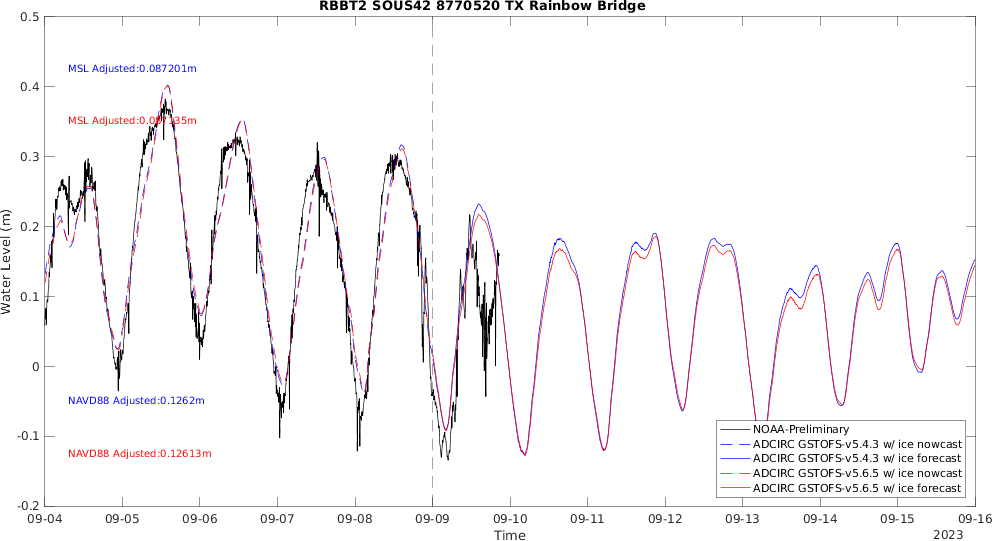 RBBT2 SOUS42 8770520 TX Rainbow Bridge
Water Level (m)
0.5
0.4
0.3
0.2
0.1
0
-0.1
-0.2
MSL Adjusted:0.087201m
NAVD88 Adjusted:0.1262m
NAVD88 Adjusted:0.12613m
NOAA-Preliminary
ADCIRC GSTOFS-v5.4.3 w/ ice nowcast
ADCIRC GSTOFS-v5.4.3 w/ ice forecast
ADCIRC GSTOFS-v5.6.5 w/ ice nowcast
ADCIRC GSTOFS-v5.6.5 w/ ice forecast
09-04 09-05 09-06 09-07 09-08 09-09 09-10 09-11 09-12 09-13 09-14 09-15 09-16
Time
2023
MSL